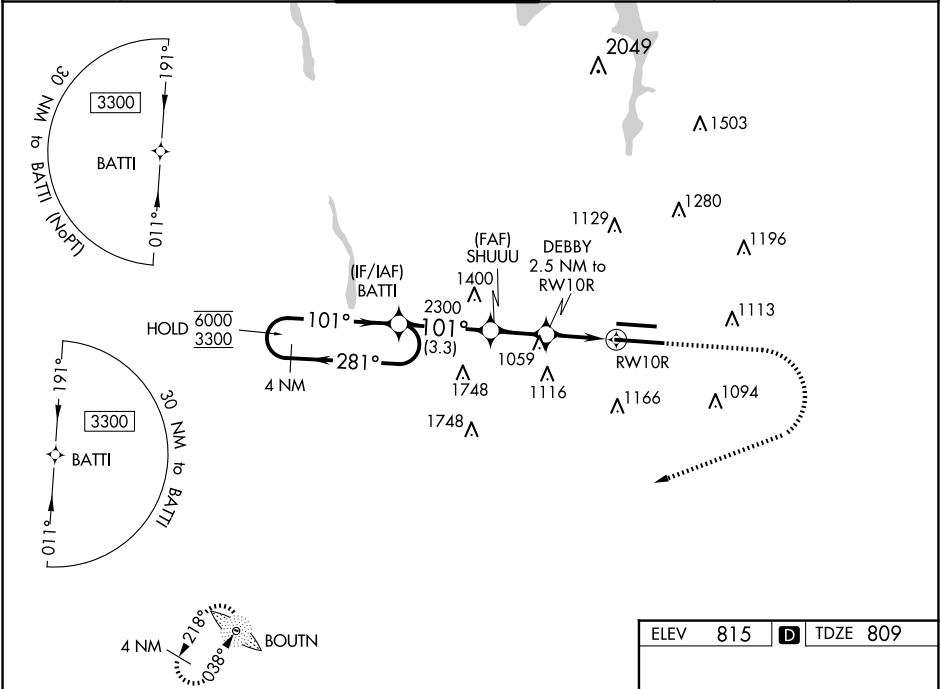 2049
1503
191°
3300
BATTI
30 NM to BATTI (NoPT)
011°
1280
1129
1196
(FAF)
SHUUU
DEBBY
2.5 NM to
RW10R
(IF/IAF)
BATTI
1400
2300
101°
(3.3)
HOLD 6000
3300
101°
281°
4 NM
1059
1113
RW10R
1748
1116
1166
1094
1748
191°
3300
BATTI
30 NM to BATTI
011°
4 NM
218°
038°
BOUTN
ELEV 815 D TDZE 809